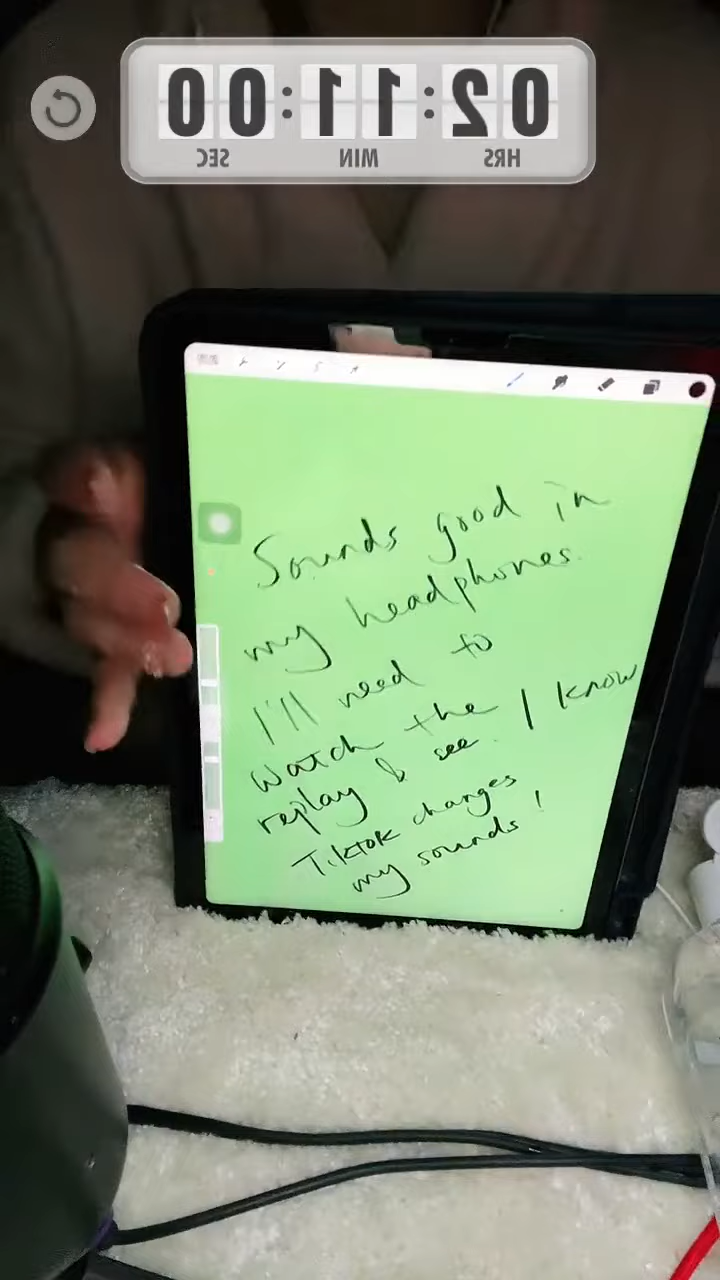 02:11:00
HRS MIN SEC
Sounds good in
my headphones.
I'll need to
watch the
replay & see. I know
TikTok changes
my sounds!